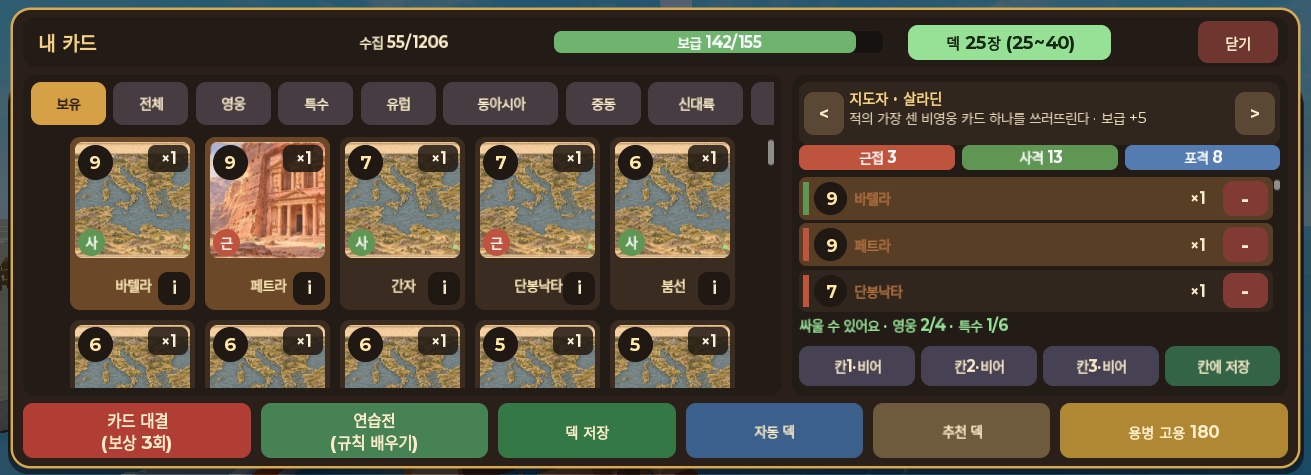 내 카드
수집 55/1206
보급 142/155
덱 25장 (25~40)
닫기
보유
전체
영웅
특수
유럽
동아시아
중동
신대륙
9
×1
사
바텔라
i
9
×1
근
페트라
i
7
×1
사
간자
i
7
×1
근
단봉낙타
i
6
×1
사
붐선
i
6
×1
6
×1
6
×1
5
×1
5
×1
<
지도자 · 살라딘
적의 가장 센 비영웅 카드 하나를 쓰러뜨린다 · 보급 +5
>
근접 3
사격 13
포격 8
9 바텔라 ×1 -
9 페트라 ×1 -
7 단봉낙타 ×1 -
싸울 수 있어요 · 영웅 2/4 · 특수 1/6
칸1·비어
칸2·비어
칸3·비어
칸에 저장
카드 대결
(보상 3회)
연습전
(규칙 배우기)
덱 저장
자동 덱
추천 덱
용병 고용 180